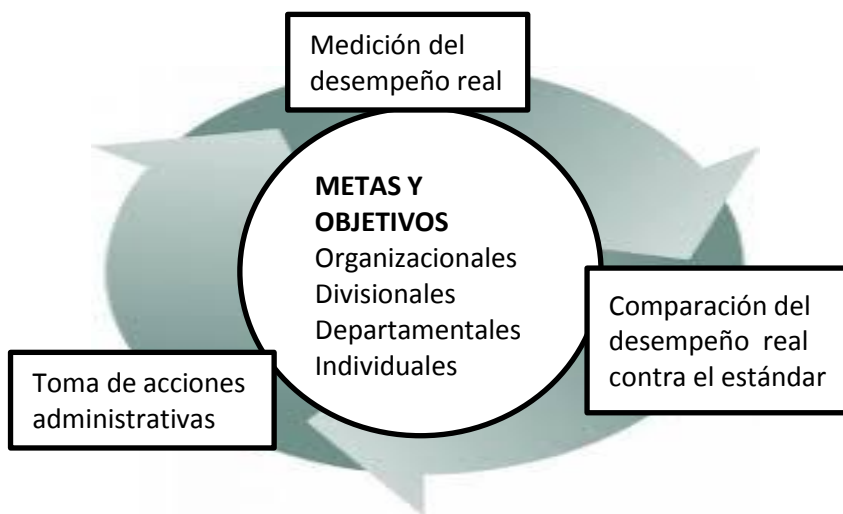 Medición del
desempeño real
METAS Y
OBJETIVOS
Organizacionales
Divisionales
Departamentales
Individuales
Comparación del
desempeño real
contra el estándar
Toma de acciones
administrativas